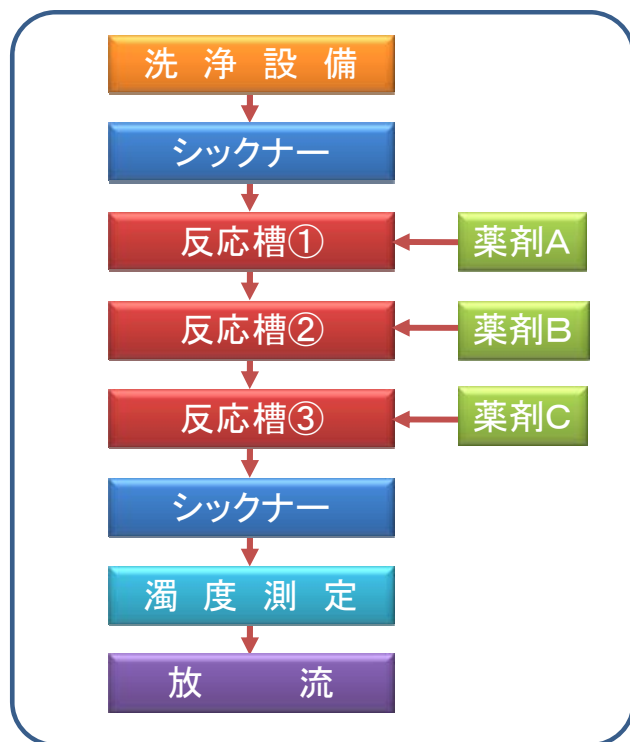 洗浄設備
シックナー
反応槽①
薬剤A
反応槽②
薬剤B
反応槽③
薬剤C
シックナー
濁度測定
放流